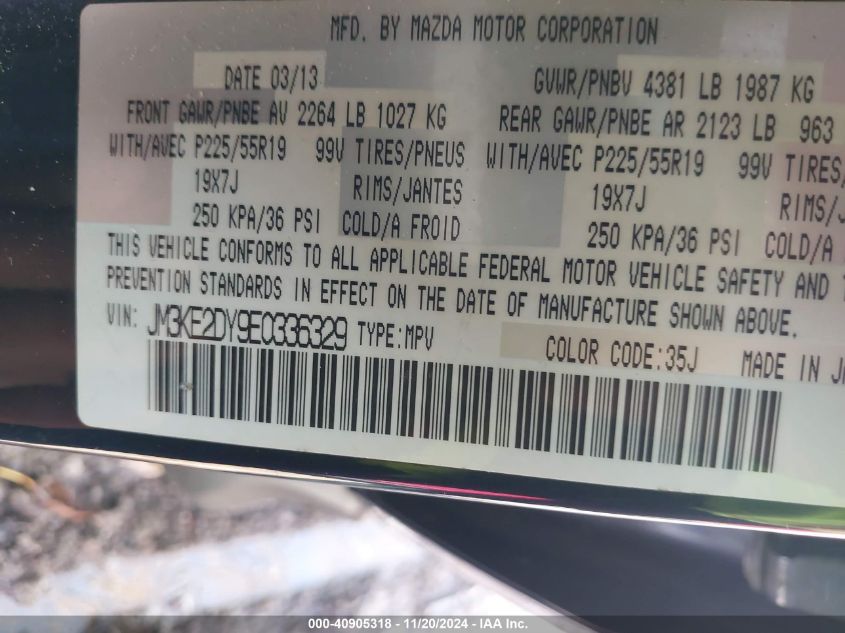 MFD. BY MAZDA MOTOR CORPORATION
DATE 03/13 GVWR/PNBV 4381 LB 1987 KG
FRONT GAWR/PNBE AV 2264 LB 1027 KG REAR GAWR/PNBE AR 2123 LB 963
WITH/AVEC P225/55R19 99V TIRES/PNEUS WITH/AVEC P225/55R19 99V TIRES/
19X7J RIMS/JANTES 19X7J RIMS/J
250 KPA/36 PSI COLD/A FROID 250 KPA/36 PSI COLD/A
THIS VEHICLE CONFORMS TO ALL APPLICABLE FEDERAL MOTOR VEHICLE SAFETY AND
PREVENTION STANDARDS IN EFFECT ON THE DATE OF MANUFACTURE SHOWN ABOVE.
VIN: JM3KE2DY9E0336329 TYPE:MPV COLOR CODE:35J MADE IN JA
000-40905318 - 11/20/2024 - IAA Inc.